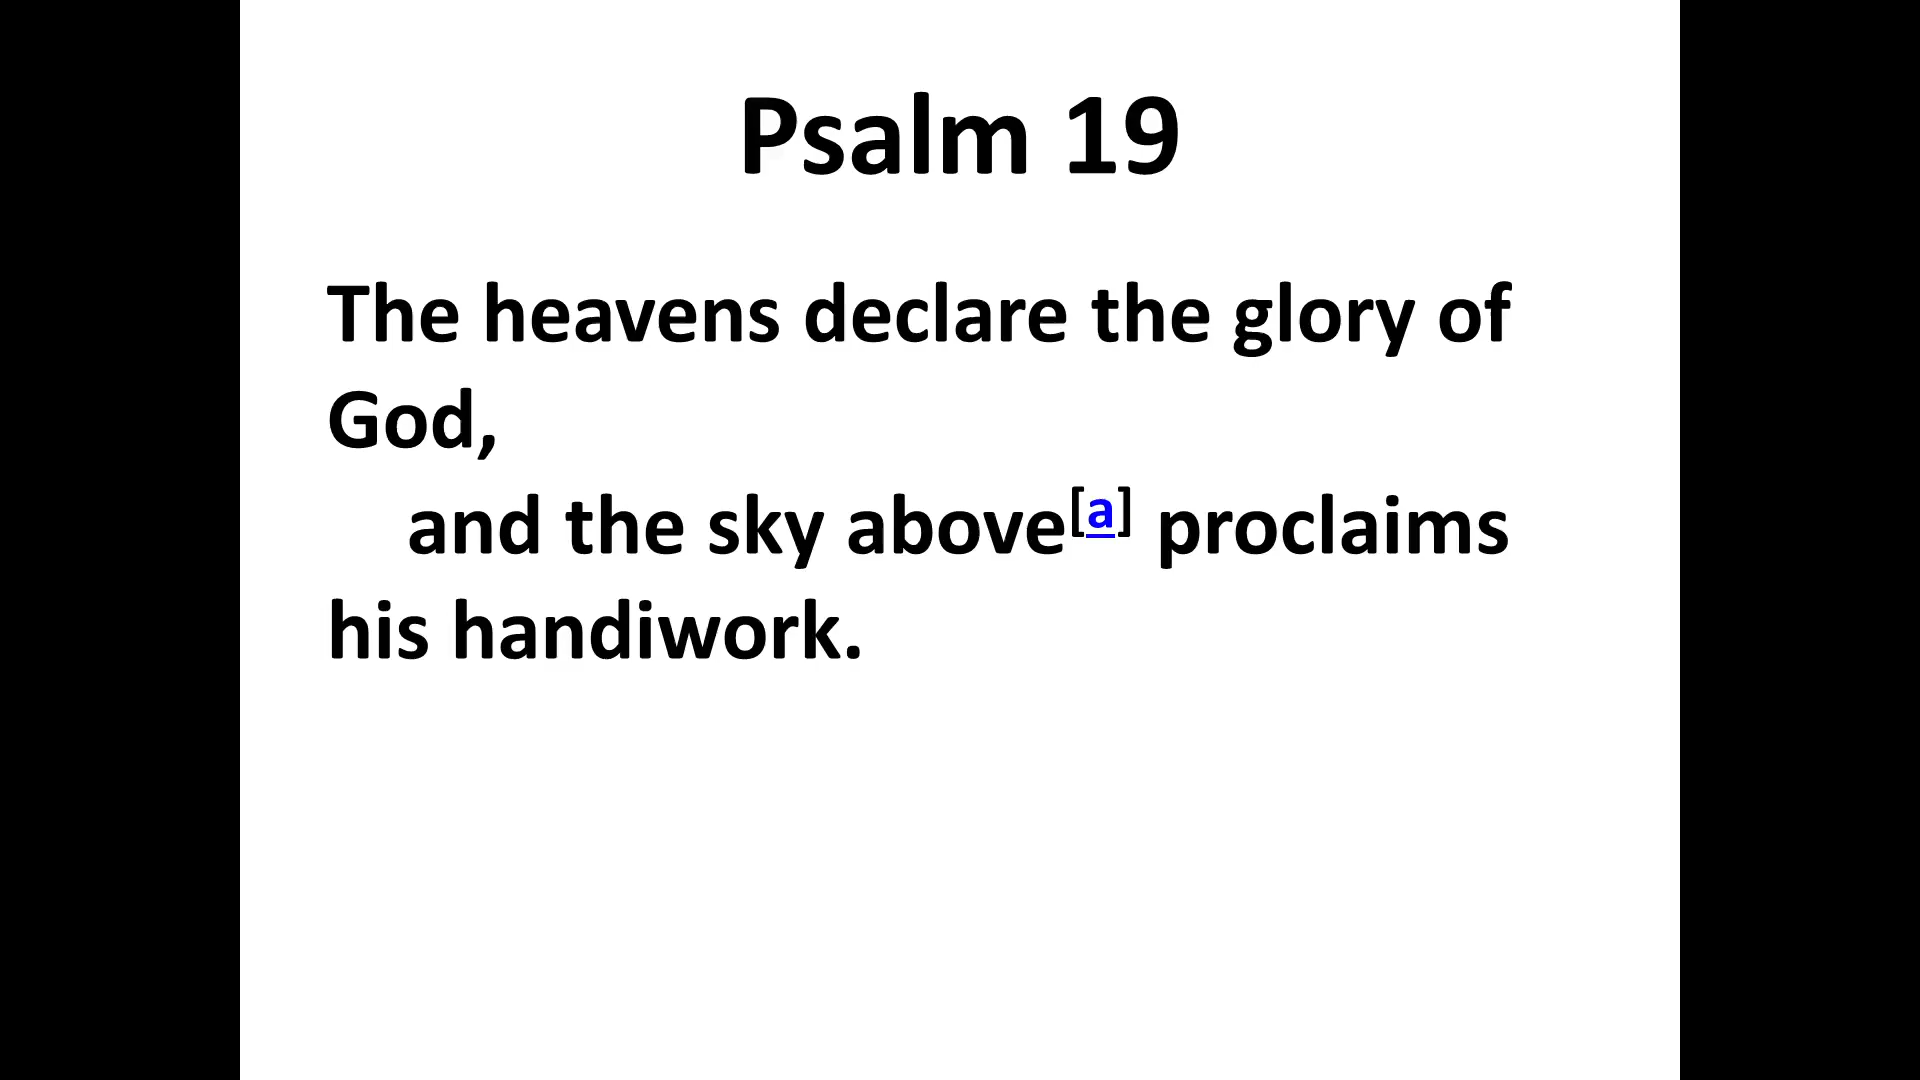 Psalm 19
The heavens declare the glory of
God,
and the sky above[a] proclaims
his handiwork.